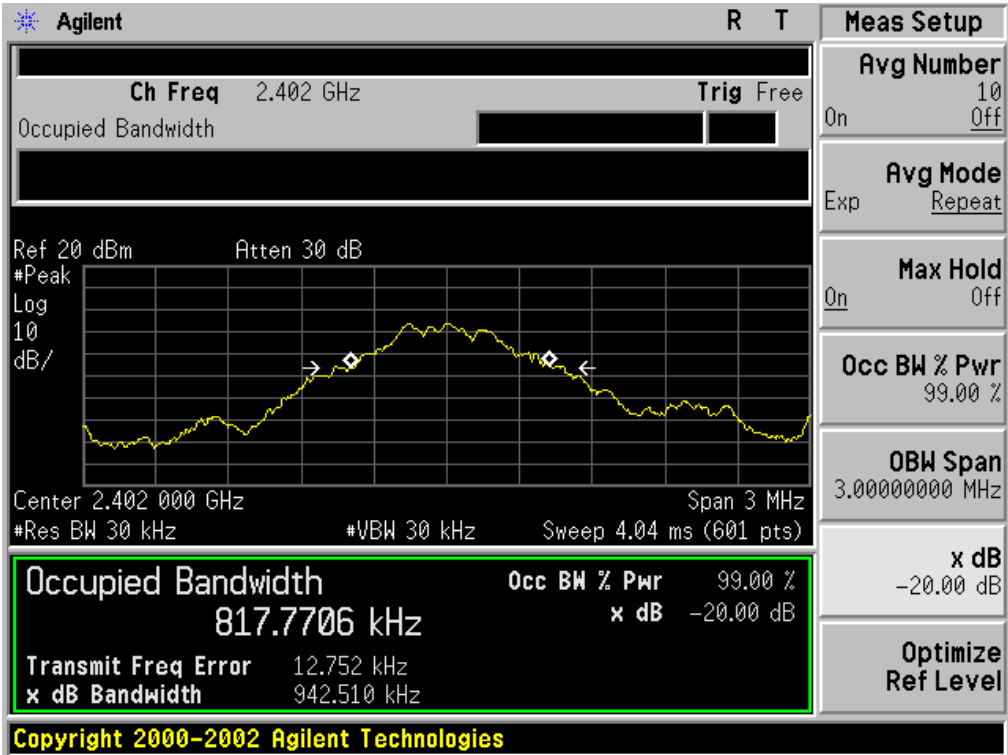 Agilent R T
Ch Freq 2.402 GHz Trig Free
Occupied Bandwidth
Ref 20 dBm Atten 30 dB
#Peak
Log
10
dB/
Center 2.402 000 GHz Span 3 MHz
#Res BW 30 kHz #VBW 30 kHz Sweep 4.04 ms (601 pts)
Occupied Bandwidth Occ BW % Pwr 99.00 %
817.7706 kHz x dB -20.00 dB
Transmit Freq Error 12.752 kHz
x dB Bandwidth 942.510 kHz
Copyright 2000-2002 Agilent Technologies
Meas Setup
Avg Number
10
On Off
Avg Mode
Exp Repeat
Max Hold
On Off
Occ BW % Pwr
99.00 %
OBW Span
3.00000000 MHz
x dB
-20.00 dB
Optimize
Ref Level